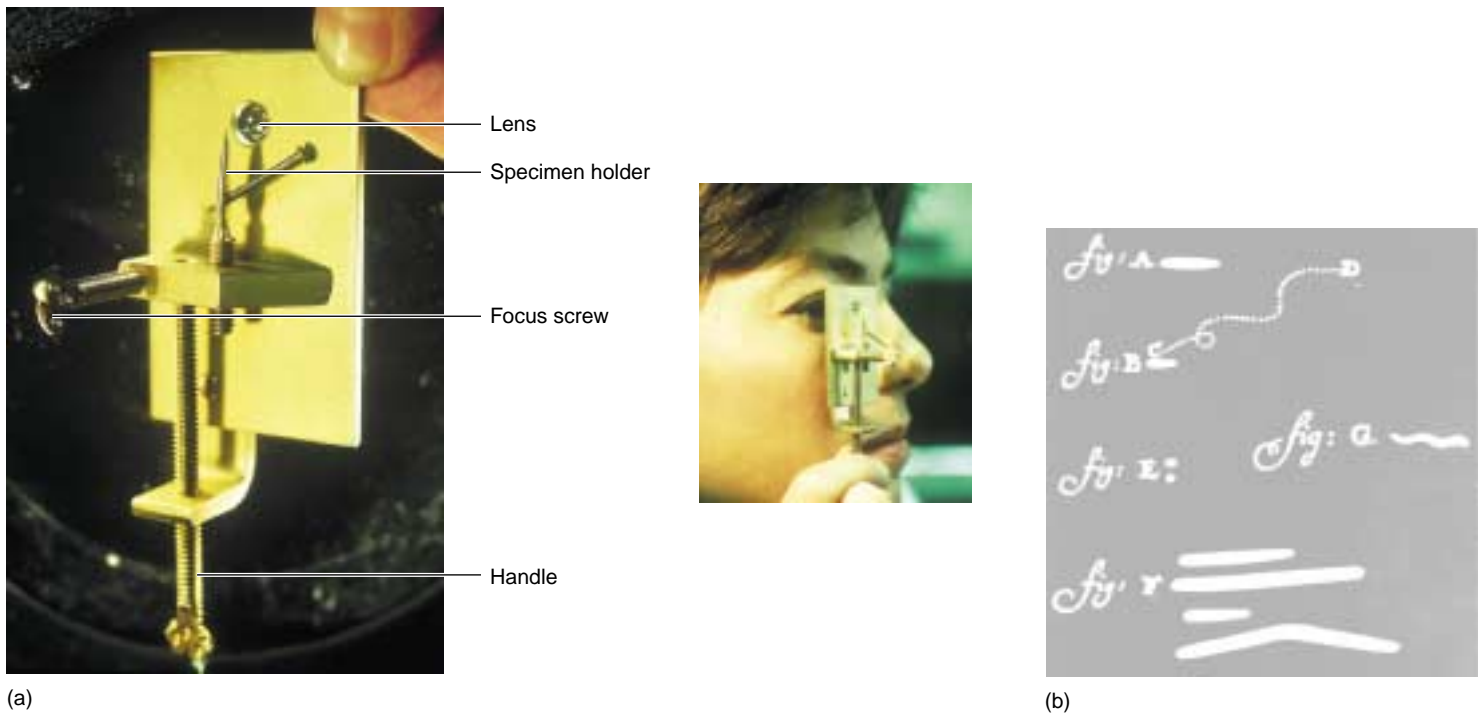 Lens
Specimen holder
Focus screw
Handle
(a)
fig: A
D
C
fig: B
fig: G
fig: E
fig: F
(b)